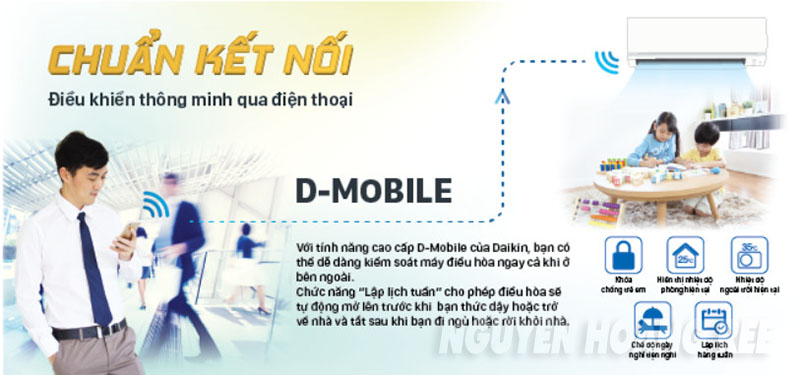 CHUẨN KẾT NỐI
Điều khiển thông minh qua điện thoại
D-MOBILE
Với tính năng cao cấp D-Mobile của Daikin, bạn có
thể dễ dàng kiểm soát máy điều hòa ngay cả khi ở
bên ngoài.
Chức năng "Lập lịch tuần" cho phép điều hòa sẽ
tự động mở lên trước khi bạn thức dậy hoặc trở
về nhà và tắt sau khi bạn đi ngủ hoặc rời khỏi nhà.
25°C
35°C
Khóa
chống trẻ em
Hiển thị nhiệt độ
phòng hiện tại
Nhiệt độ
ngoài trời hiện tại
Chế độ ngày
nghỉ tiện nghi
Lập lịch
hàng tuần
NGUYEN